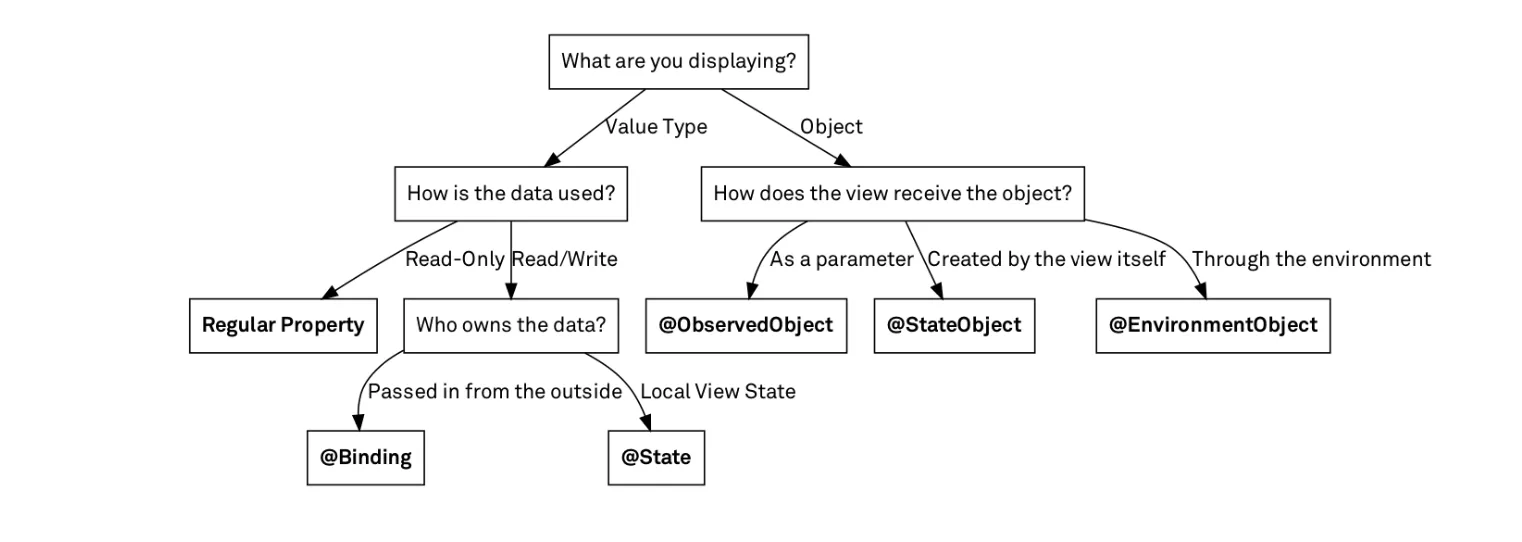 What are you displaying?
Value Type
Object
How is the data used?
How does the view receive the object?
Read-Only
Read/Write
As a parameter
Created by the view itself
Through the environment
Regular Property
Who owns the data?
@ObservedObject
@StateObject
@EnvironmentObject
Passed in from the outside
Local View State
@Binding
@State